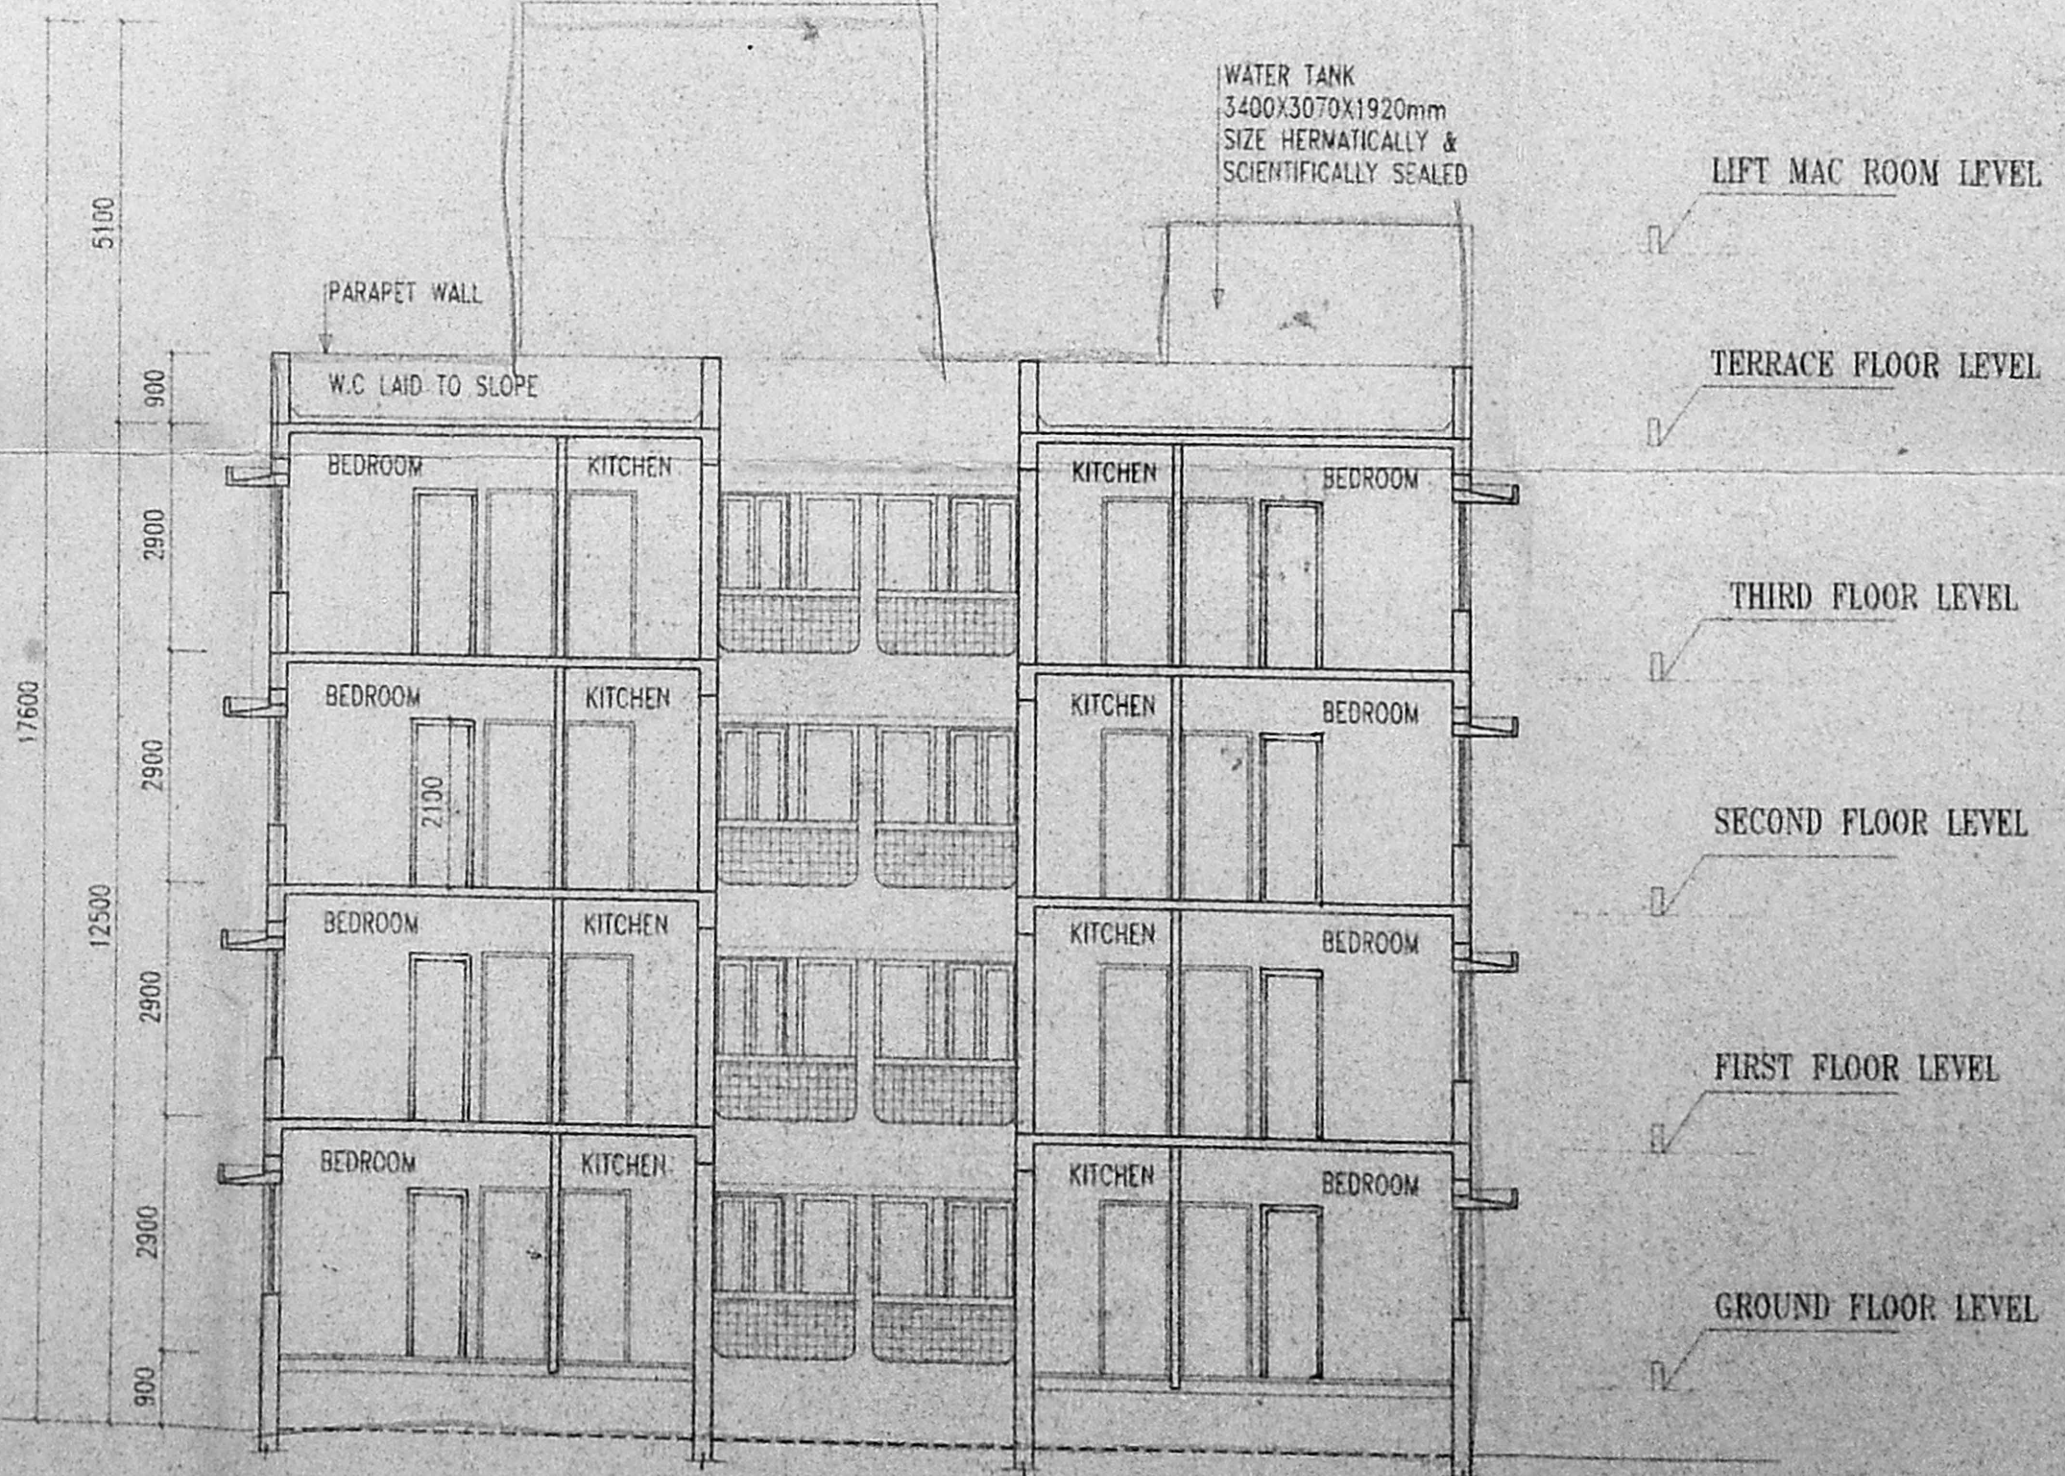 WATER TANK
3400X3070X1920mm
SIZE HERMATICALLY &
SCIENTIFICALLY SEALED
LIFT MAC ROOM LEVEL
5100
PARAPET WALL
TERRACE FLOOR LEVEL
900
W.C LAID TO SLOPE
BEDROOM
KITCHEN
KITCHEN
BEDROOM
2900
THIRD FLOOR LEVEL
17600
BEDROOM
KITCHEN
KITCHEN
BEDROOM
2900
2100
SECOND FLOOR LEVEL
12500
BEDROOM
KITCHEN
KITCHEN
BEDROOM
2900
FIRST FLOOR LEVEL
BEDROOM
KITCHEN
KITCHEN
BEDROOM
2900
GROUND FLOOR LEVEL
900